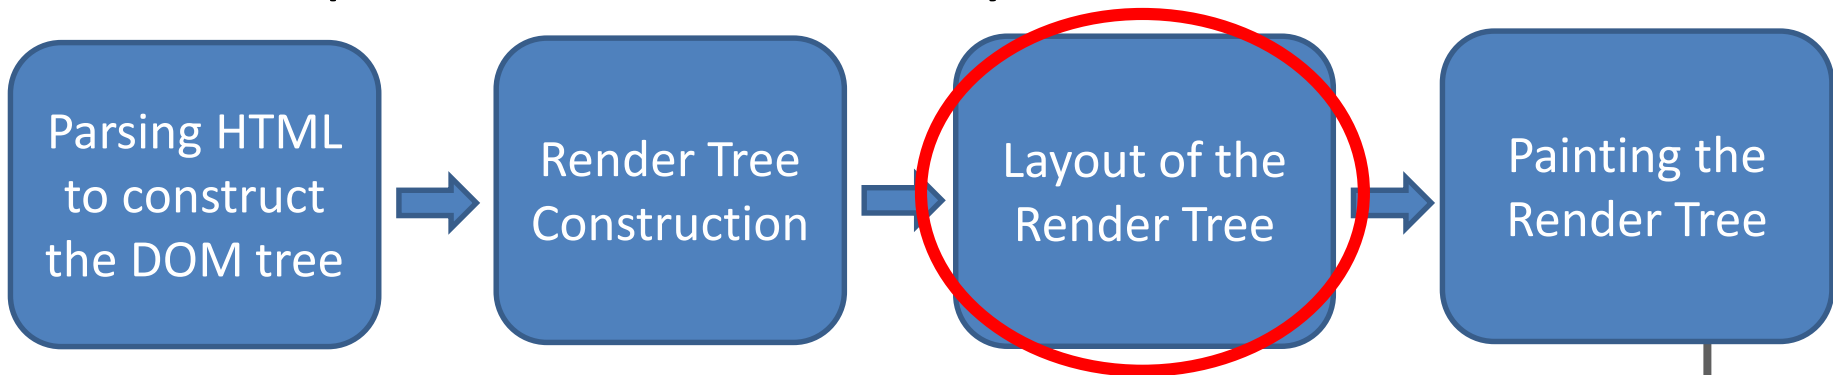 Parsing HTML
to construct
the DOM tree
Render Tree
Construction
Layout of the
Render Tree
Painting the
Render Tree